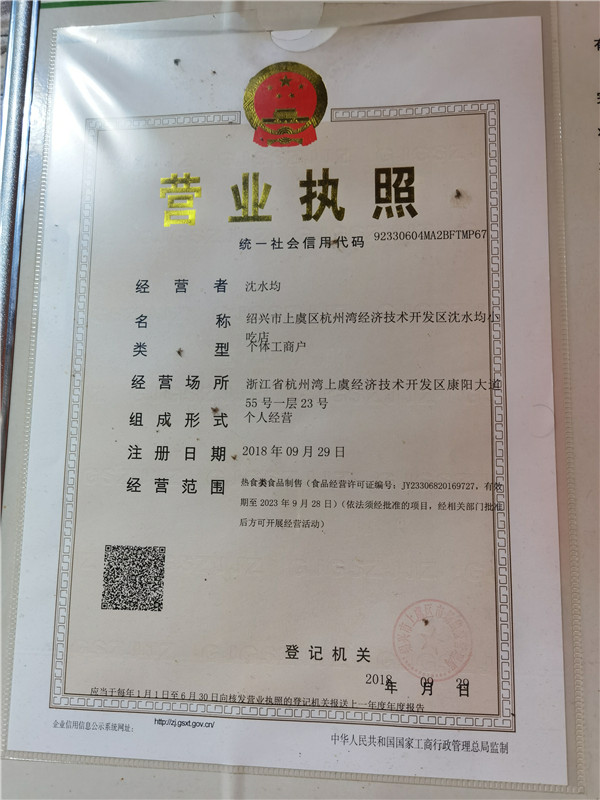 营业执照
统一社会信用代码 92330604MA2BFTMP67
经营者 沈水均
名称 绍兴市上虞区杭州湾经济技术开发区沈水均小
吃店
类型 个体工商户
经营场所 浙江省杭州湾上虞经济技术开发区康阳大道
55号一层23号
组成形式 个人经营
注册日期 2018年09月29日
经营范围 热食类食品制售（食品经营许可证编号：JY23306820169727，有效
期至2023年9月28日）（依法须经批准的项目，经相关部门批准
后方可开展经营活动）
登记机关
2018年09月29日
应当于每年1月1日至6月30日向核发营业执照的登记机关报送上一年度年度报告
企业信用信息公示系统网址： http://zj.gsxt.gov.cn/
中华人民共和国国家工商行政管理总局监制